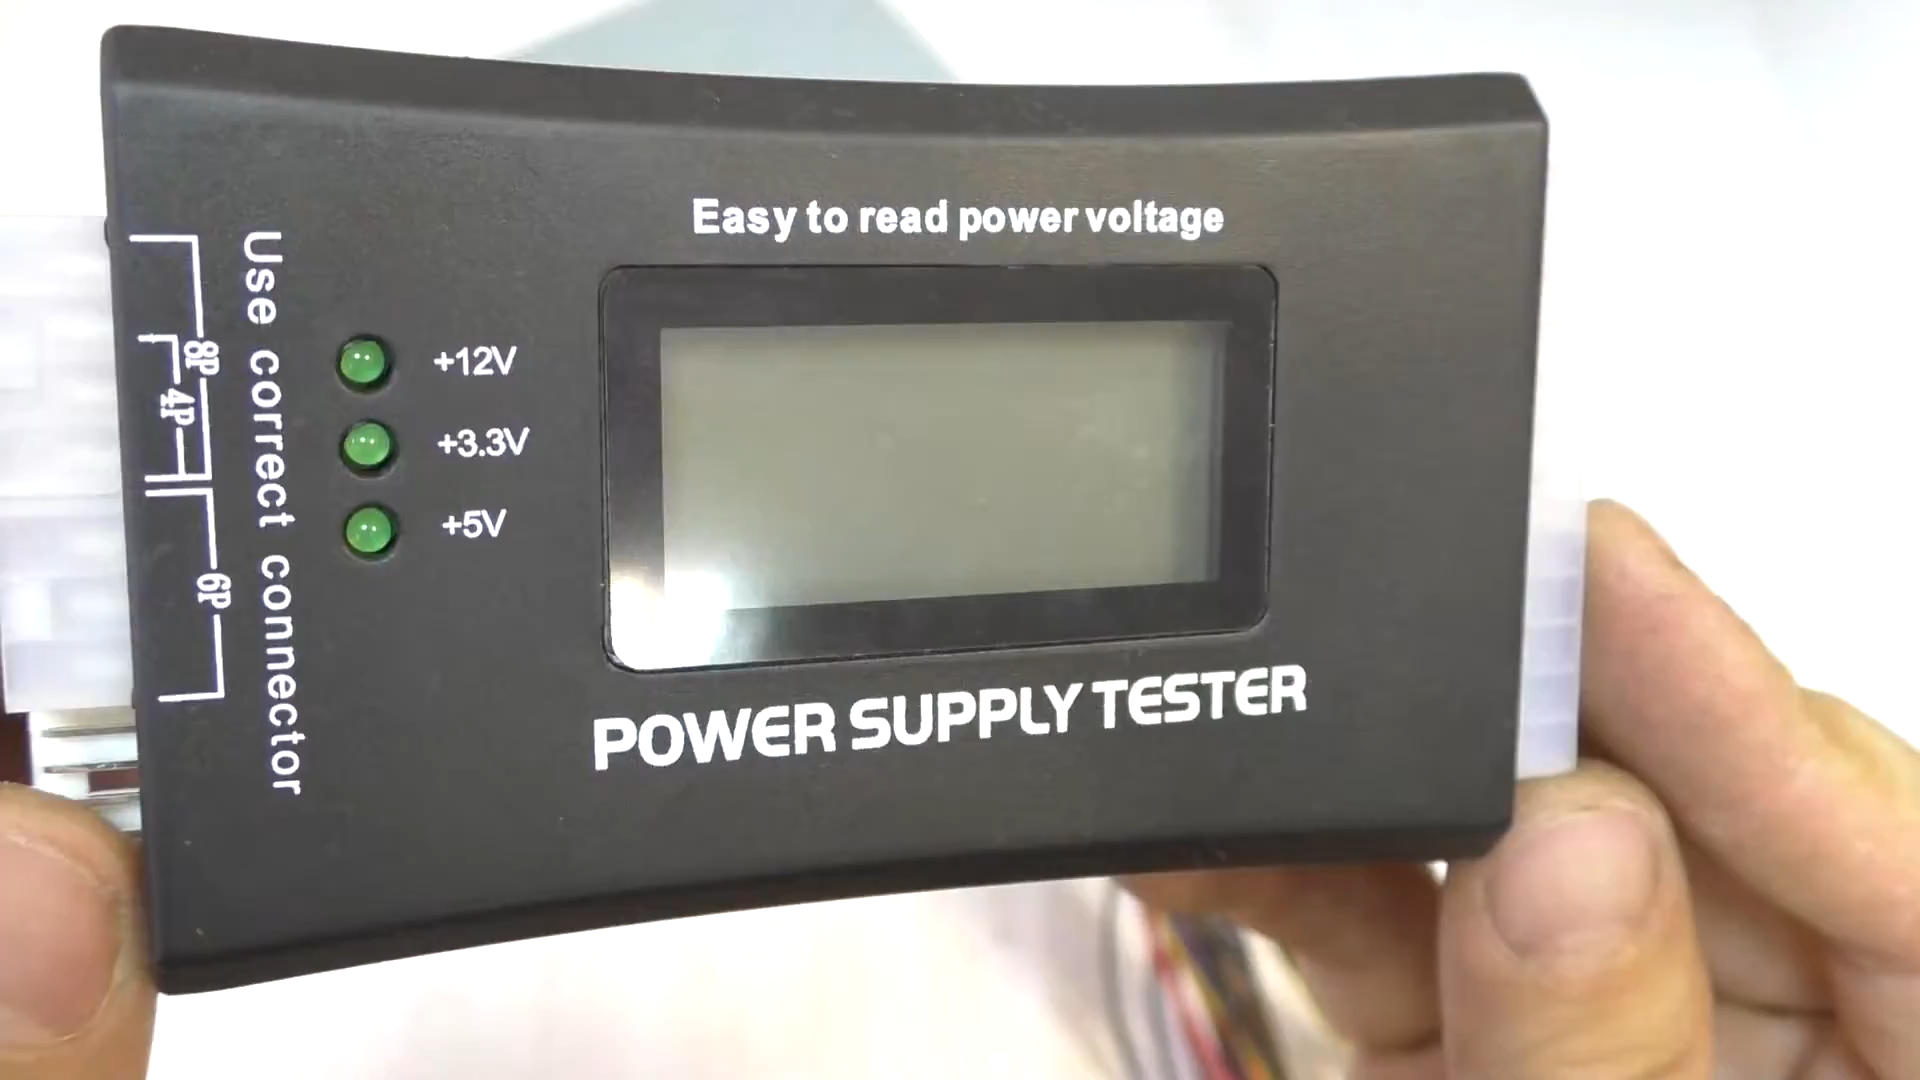 Easy to read power voltage
Use correct connector
8P
4P
6P
+12V
+3.3V
+5V
POWER SUPPLY TESTER